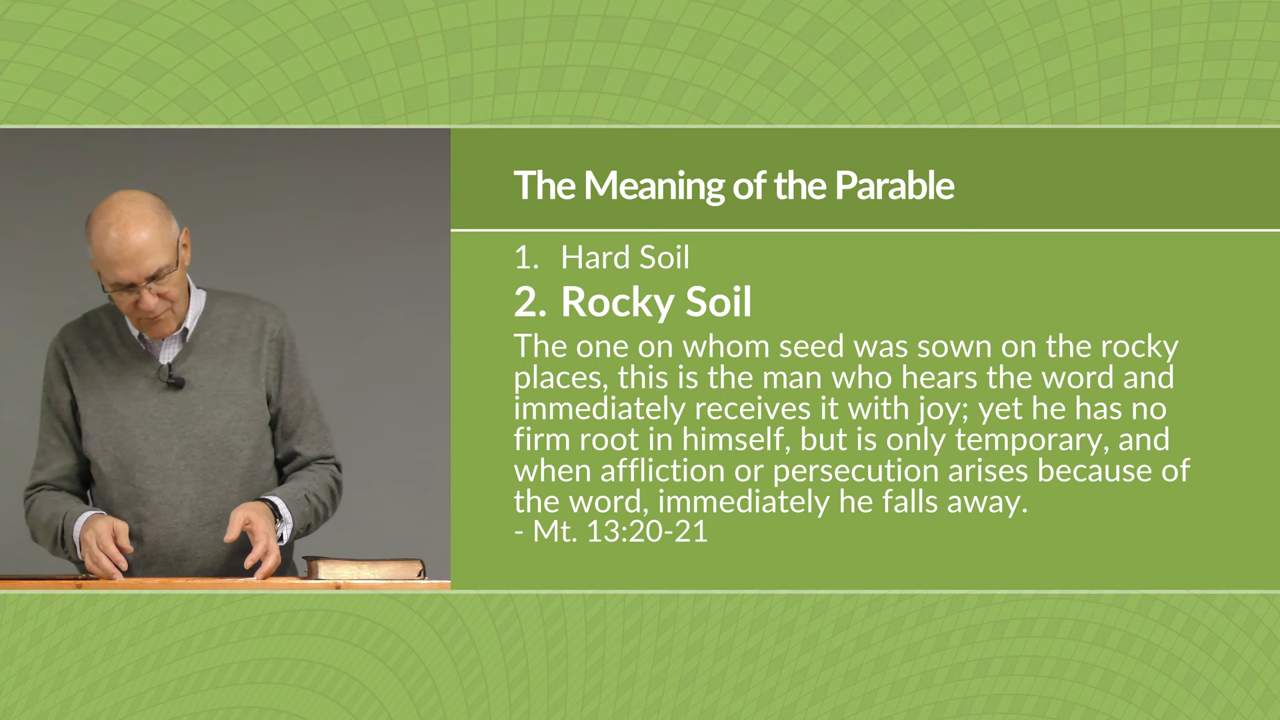 The Meaning of the Parable
1. Hard Soil
2. Rocky Soil
The one on whom seed was sown on the rocky
places, this is the man who hears the word and
immediately receives it with joy; yet he has no
firm root in himself, but is only temporary, and
when affliction or persecution arises because of
the word, immediately he falls away.
- Mt. 13:20-21